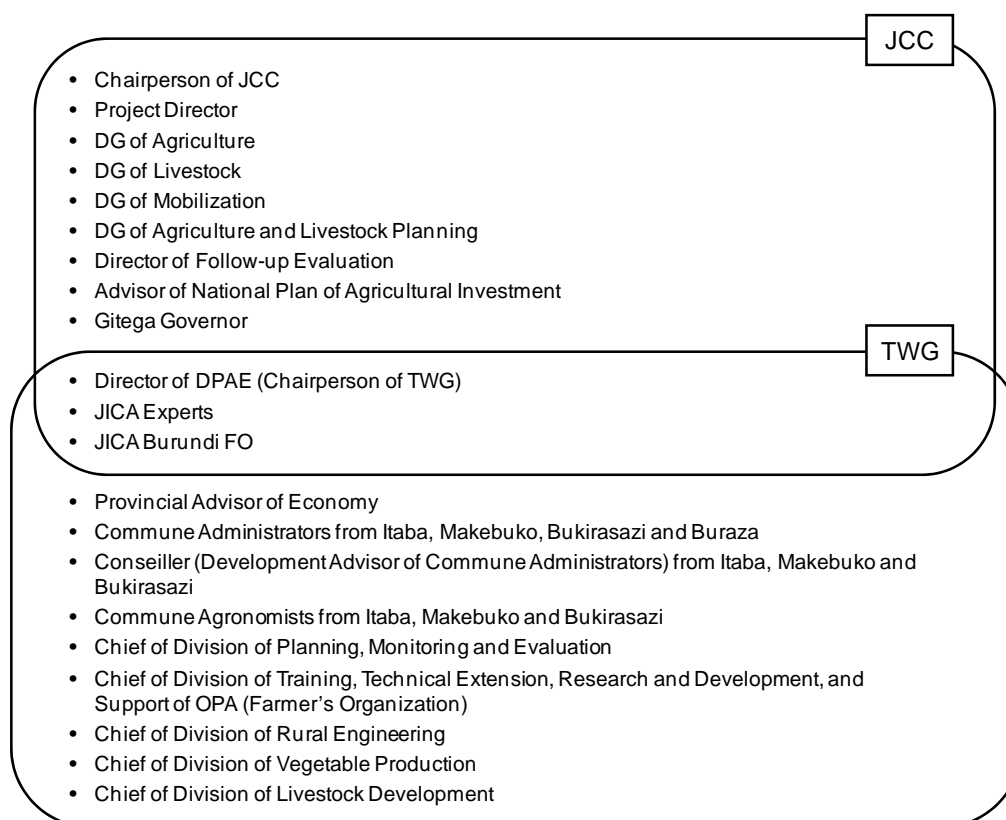 JCC
• Chairperson of JCC
• Project Director
• DG of Agriculture
• DG of Livestock
• DG of Mobilization
• DG of Agriculture and Livestock Planning
• Director of Follow-up Evaluation
• Advisor of National Plan of Agricultural Investment
• Gitega Governor
TWG
• Director of DPAE (Chairperson of TWG)
• JICA Experts
• JICA Burundi FO
• Provincial Advisor of Economy
• Commune Administrators from Itaba, Makebuko, Bukirasazi and Buraza
• Conseiller (Development Advisor of Commune Administrators) from Itaba, Makebuko and
Bukirasazi
• Commune Agronomists from Itaba, Makebuko and Bukirasazi
• Chief of Division of Planning, Monitoring and Evaluation
• Chief of Division of Training, Technical Extension, Research and Development, and
Support of OPA (Farmer’s Organization)
• Chief of Division of Rural Engineering
• Chief of Division of Vegetable Production
• Chief of Division of Livestock Development